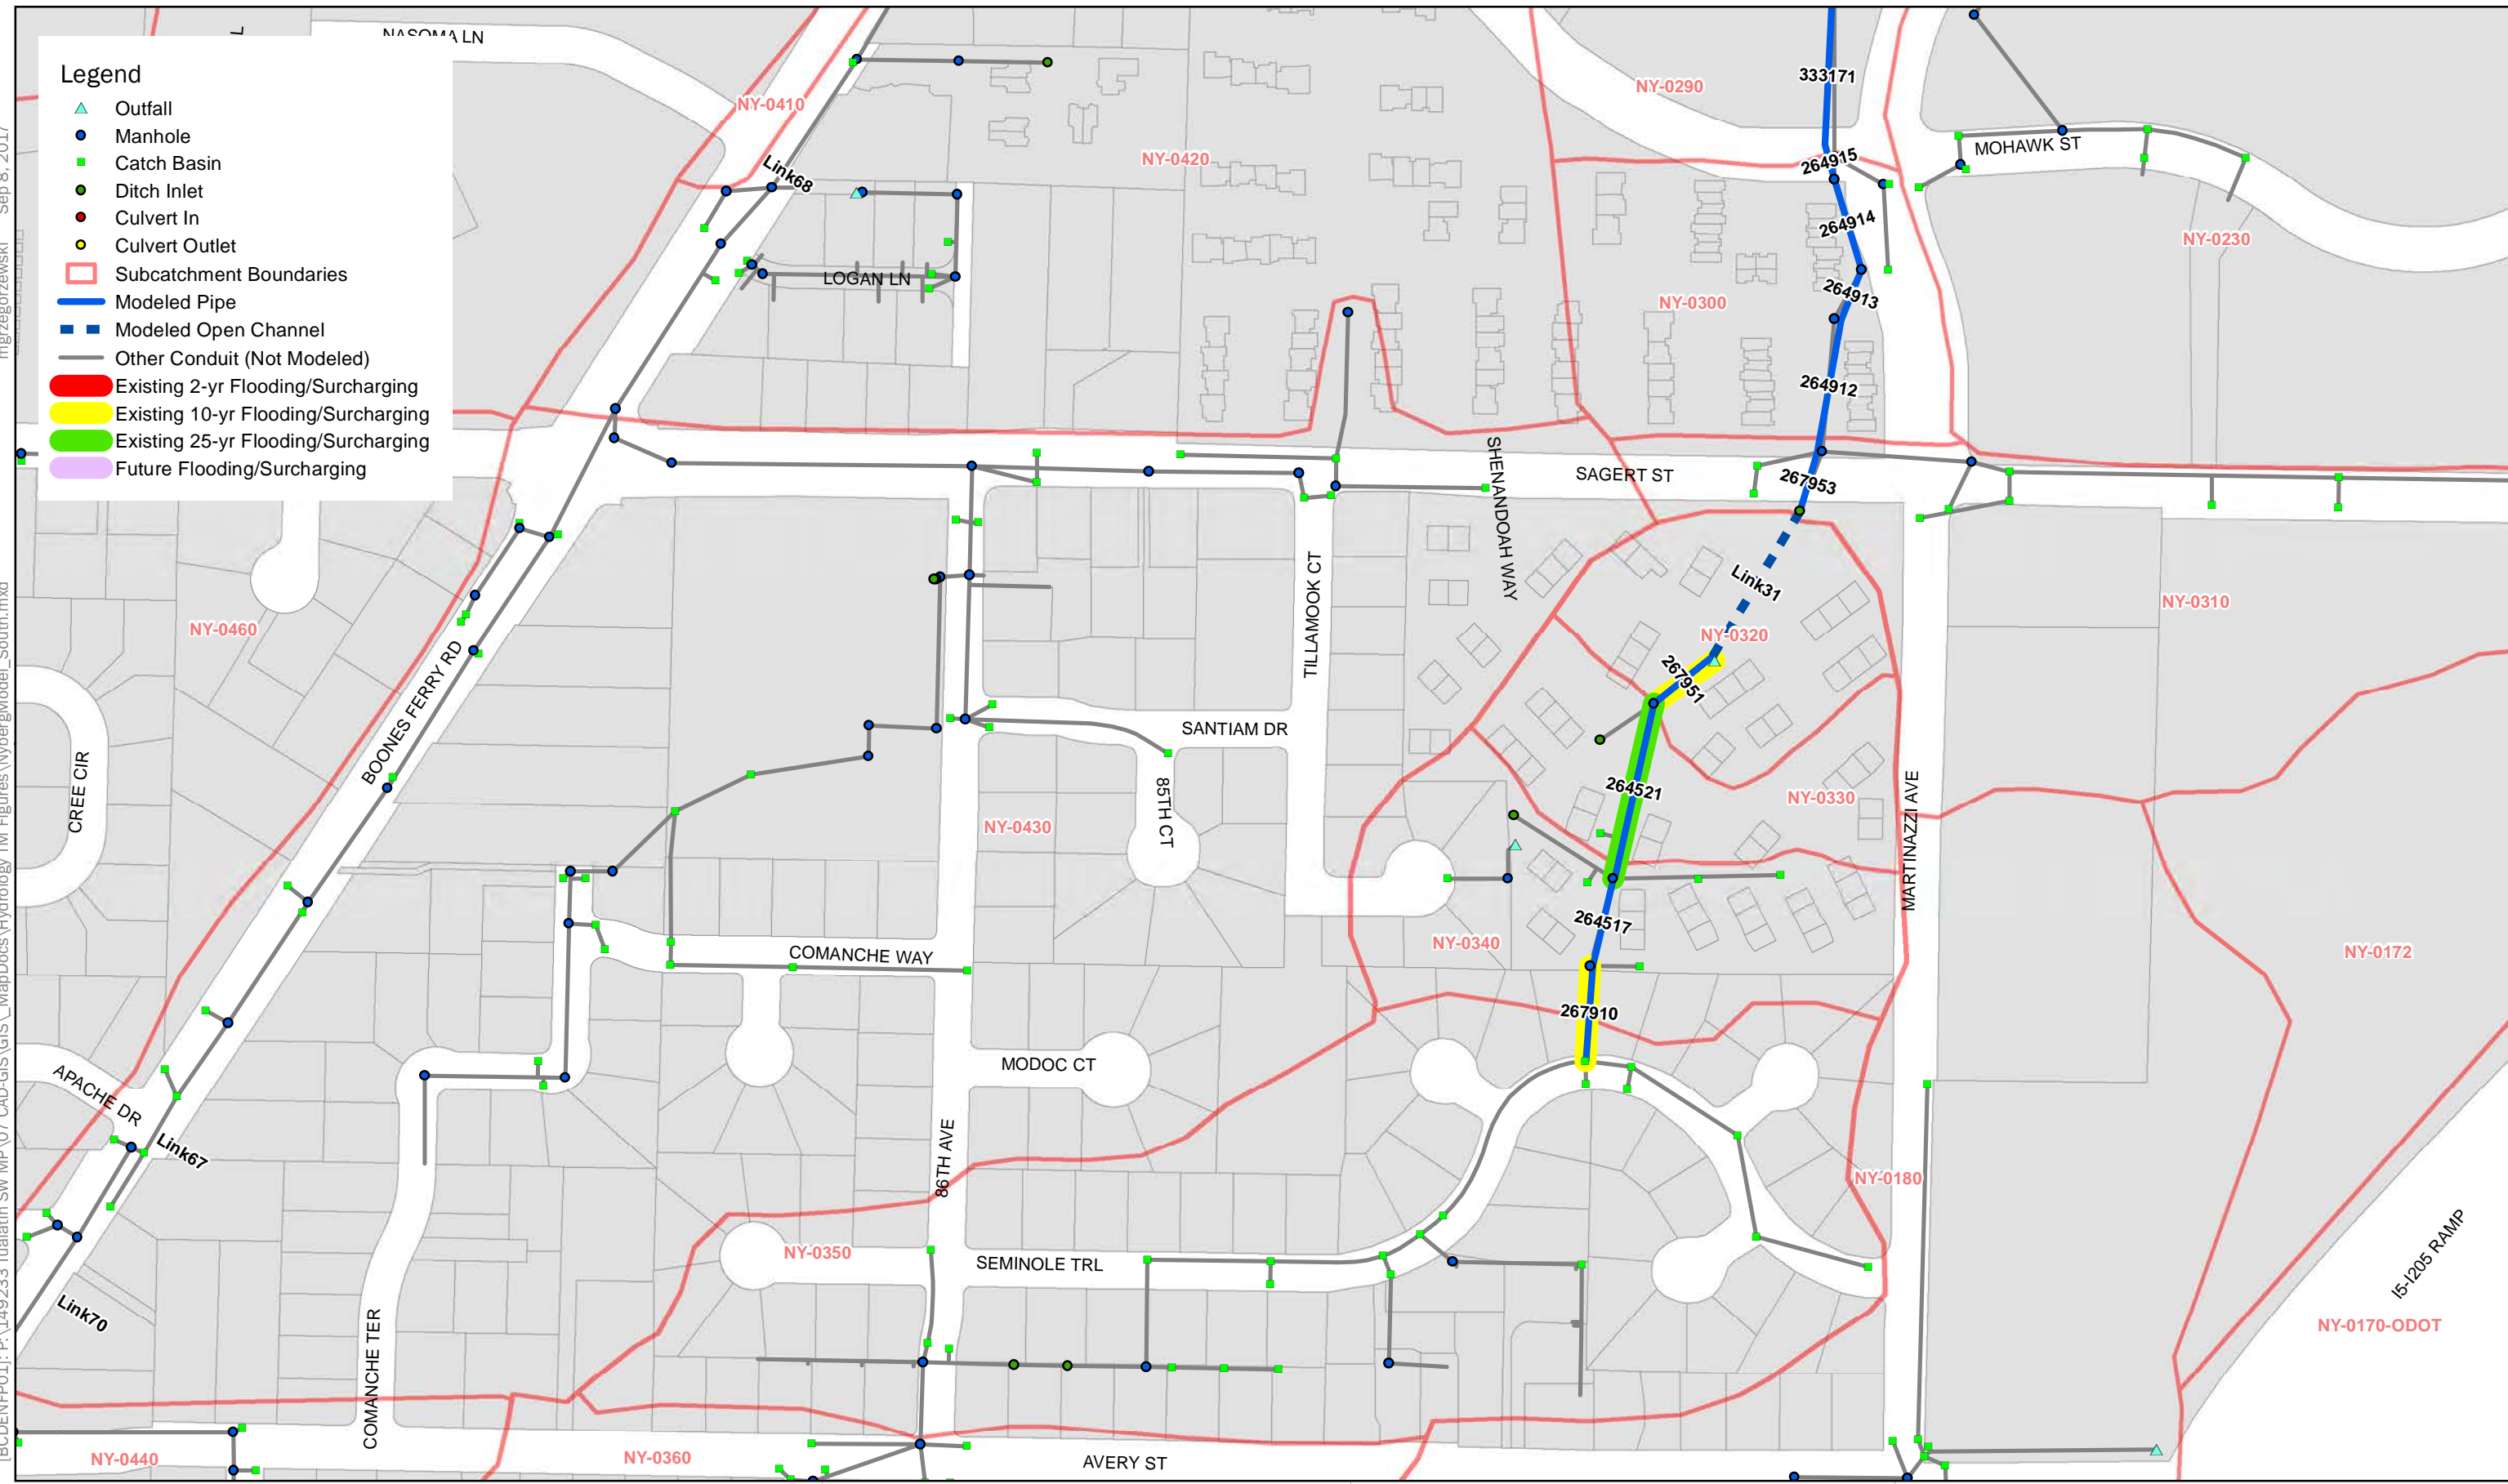 NASOMA LN
Legend
Outfall
Manhole
Catch Basin
Ditch Inlet
Culvert In
Culvert Outlet
Subcatchment Boundaries
Modeled Pipe
Modeled Open Channel
Other Conduit (Not Modeled)
Existing 2-yr Flooding/Surcharging
Existing 10-yr Flooding/Surcharging
Existing 25-yr Flooding/Surcharging
Future Flooding/Surcharging
mgrzegorzewski
Sep 8, 2017
L
NY-0410
Link68
NY-0420
NY-0290
333171
264915
MOHAWK ST
264914
NY-0230
LOGAN LN
NY-0300
264913
264912
SAGERT ST
SHENANDOAH WAY
267953
TILLAMOOK CT
Link31
NY-0310
NY-0320
NY-0460
BOONES FERRY RD
267951
SANTIAM DR
CREE CIR
85TH CT
264521
NY-0330
NY-0430
MARTINAZZI AVE
264517
NY-0340
COMANCHE WAY
NY-0172
267910
MODOC CT
APACHE DR
Link67
86TH AVE
NY-0180
NY-0350
SEMINOLE TRL
I5-I205 RAMP
Link70
COMANCHE TER
NY-0170-ODOT
NY-0440
NY-0360
AVERY ST